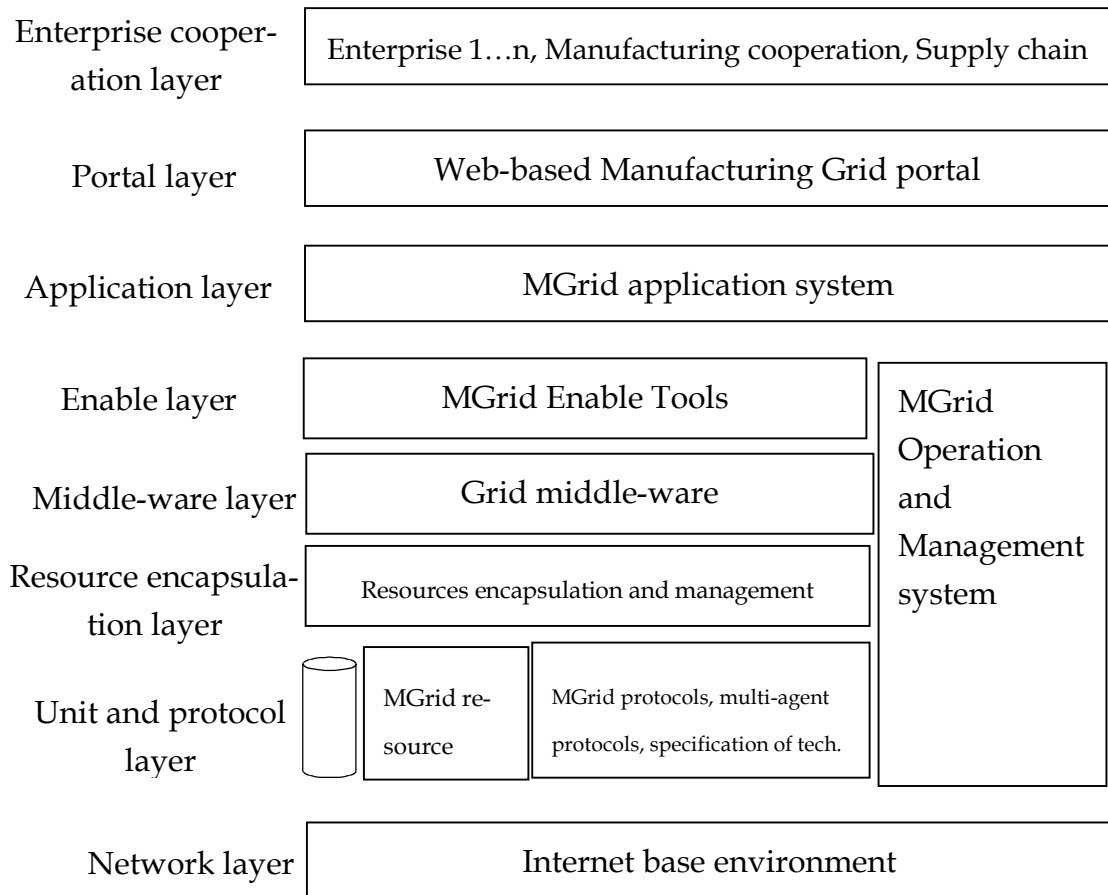 Enterprise cooper-
ation layer
Enterprise 1…n, Manufacturing cooperation, Supply chain
Portal layer
Web-based Manufacturing Grid portal
Application layer
MGrid application system
Enable layer
MGrid Enable Tools
MGrid
Operation
and
Management
system
Middle-ware layer
Grid middle-ware
Resource encapsula-
tion layer
Resources encapsulation and management
Unit and protocol
layer
MGrid re-
source
MGrid protocols, multi-agent
protocols, specification of tech.
Network layer
Internet base environment